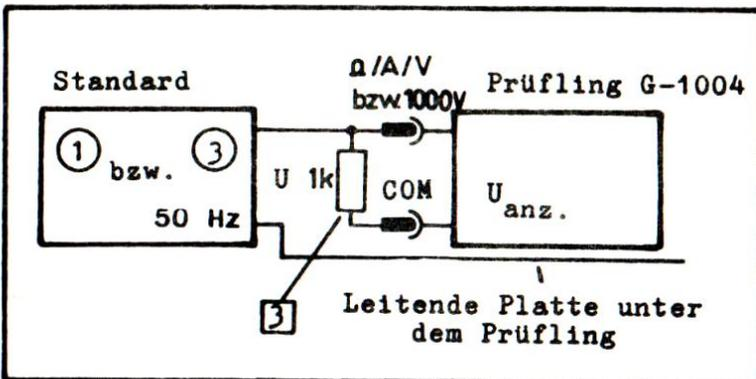 Standard
Ω/A/V
bzw. 1000V
Prüfling G-1004
1 bzw. 3
50 Hz
U 1k
COM
U anz.
3
Leitende Platte unter
dem Prüfling